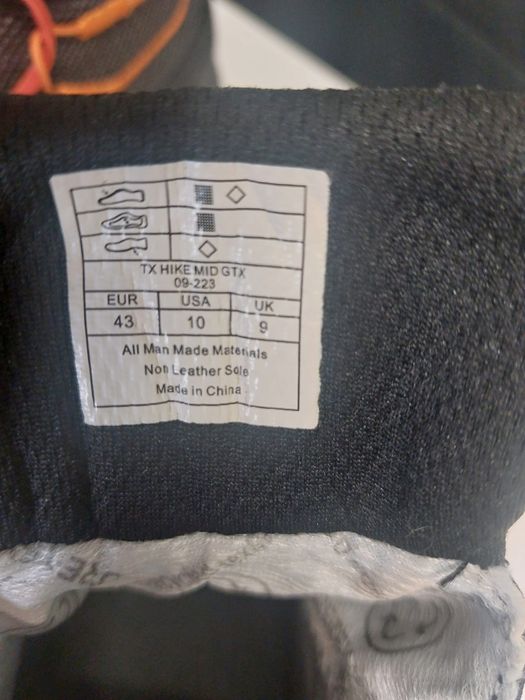 TX HIKE MID GTX
09-223
EUR USA UK
43 10 9
All Man Made Materials
Non Leather Sole
Made in China